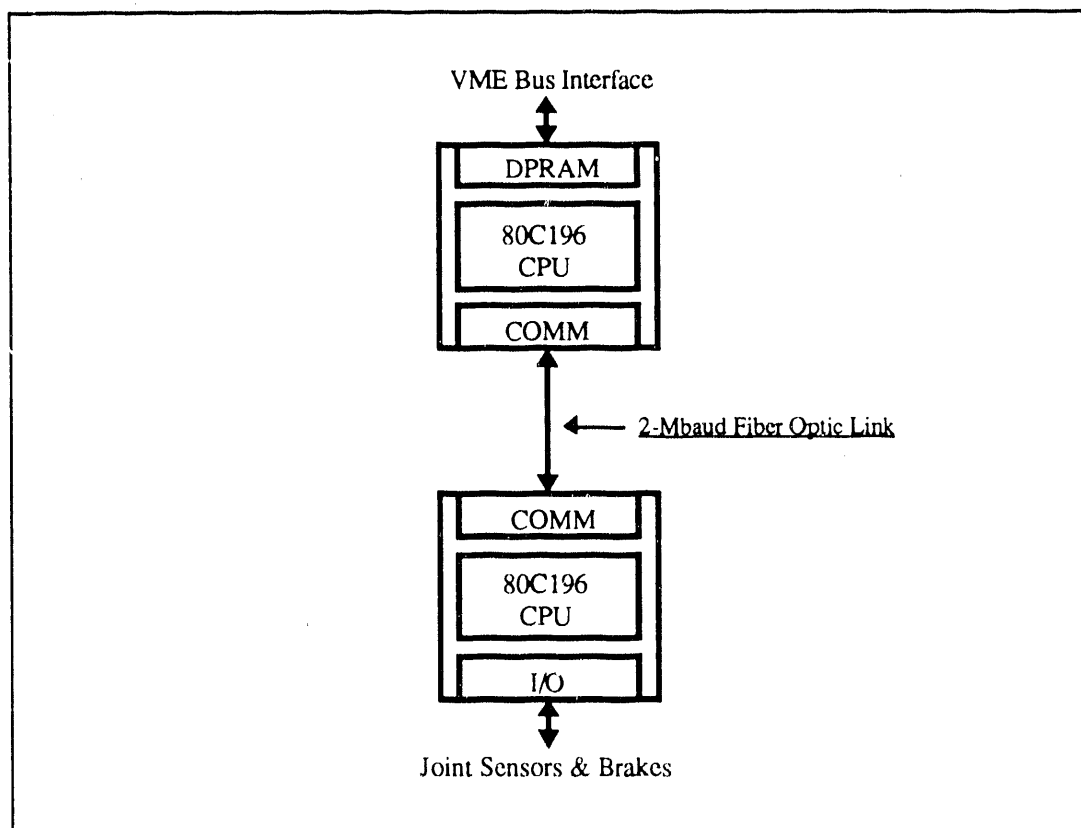 VME Bus Interface
DPRAM
80C196
CPU
COMM
2-Mbaud Fiber Optic Link
COMM
80C196
CPU
I/O
Joint Sensors & Brakes